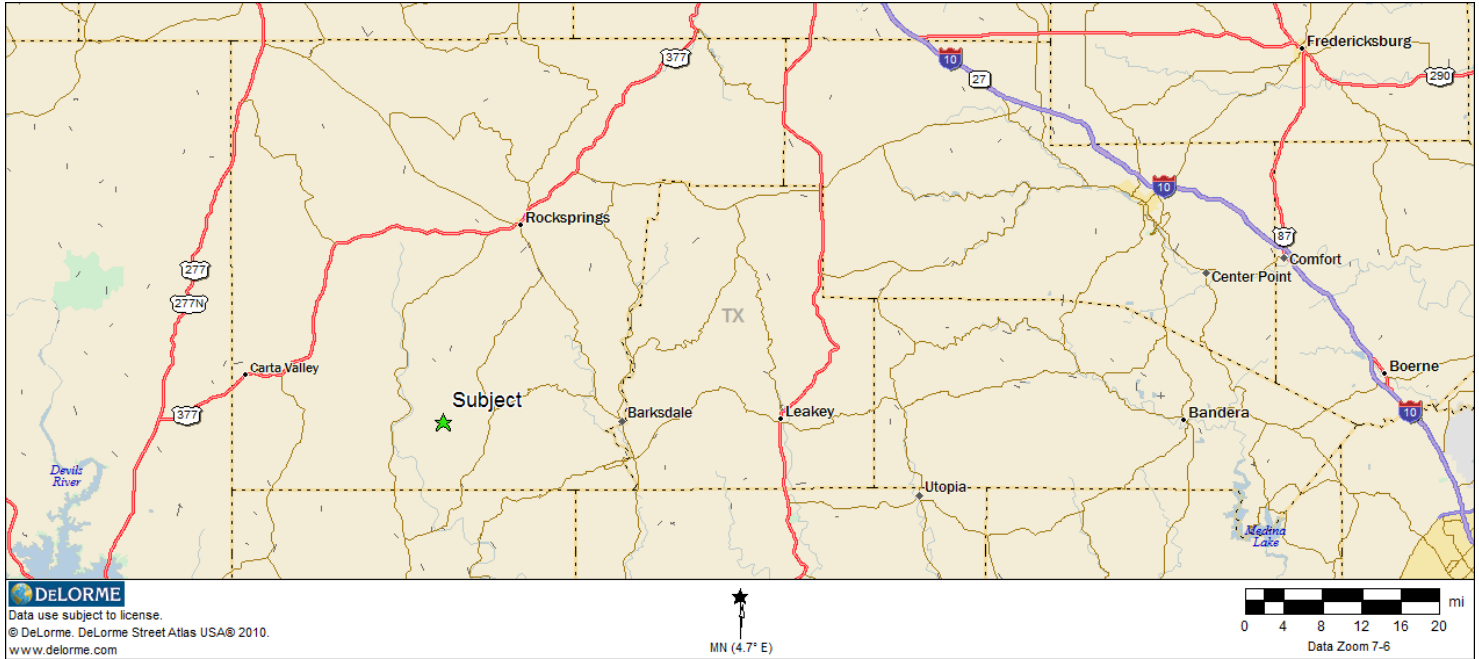 Fredericksburg
377
10
27
290
Rocksprings
10
277
277N
87
Comfort
Center Point
TX
Carta Valley
Boerne
Subject
377
Barksdale
Leakey
Bandera
10
Devils
River
Utopia
Medina
Lake
DELORME
Data use subject to license.
© DeLorme. DeLorme Street Atlas USA® 2010.
www.delorme.com
MN (4.7° E)
mi
0 4 8 12 16 20
Data Zoom 7-6